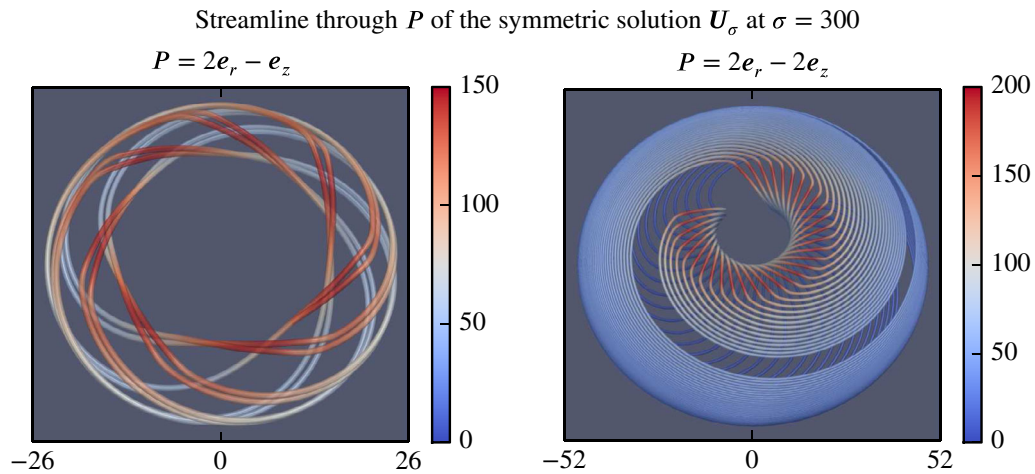 Streamline through P of the symmetric solution U_σ at σ = 300
P = 2e_r − e_z
P = 2e_r − 2e_z
150
100
50
0
200
150
100
50
0
−26 0 26
−52 0 52